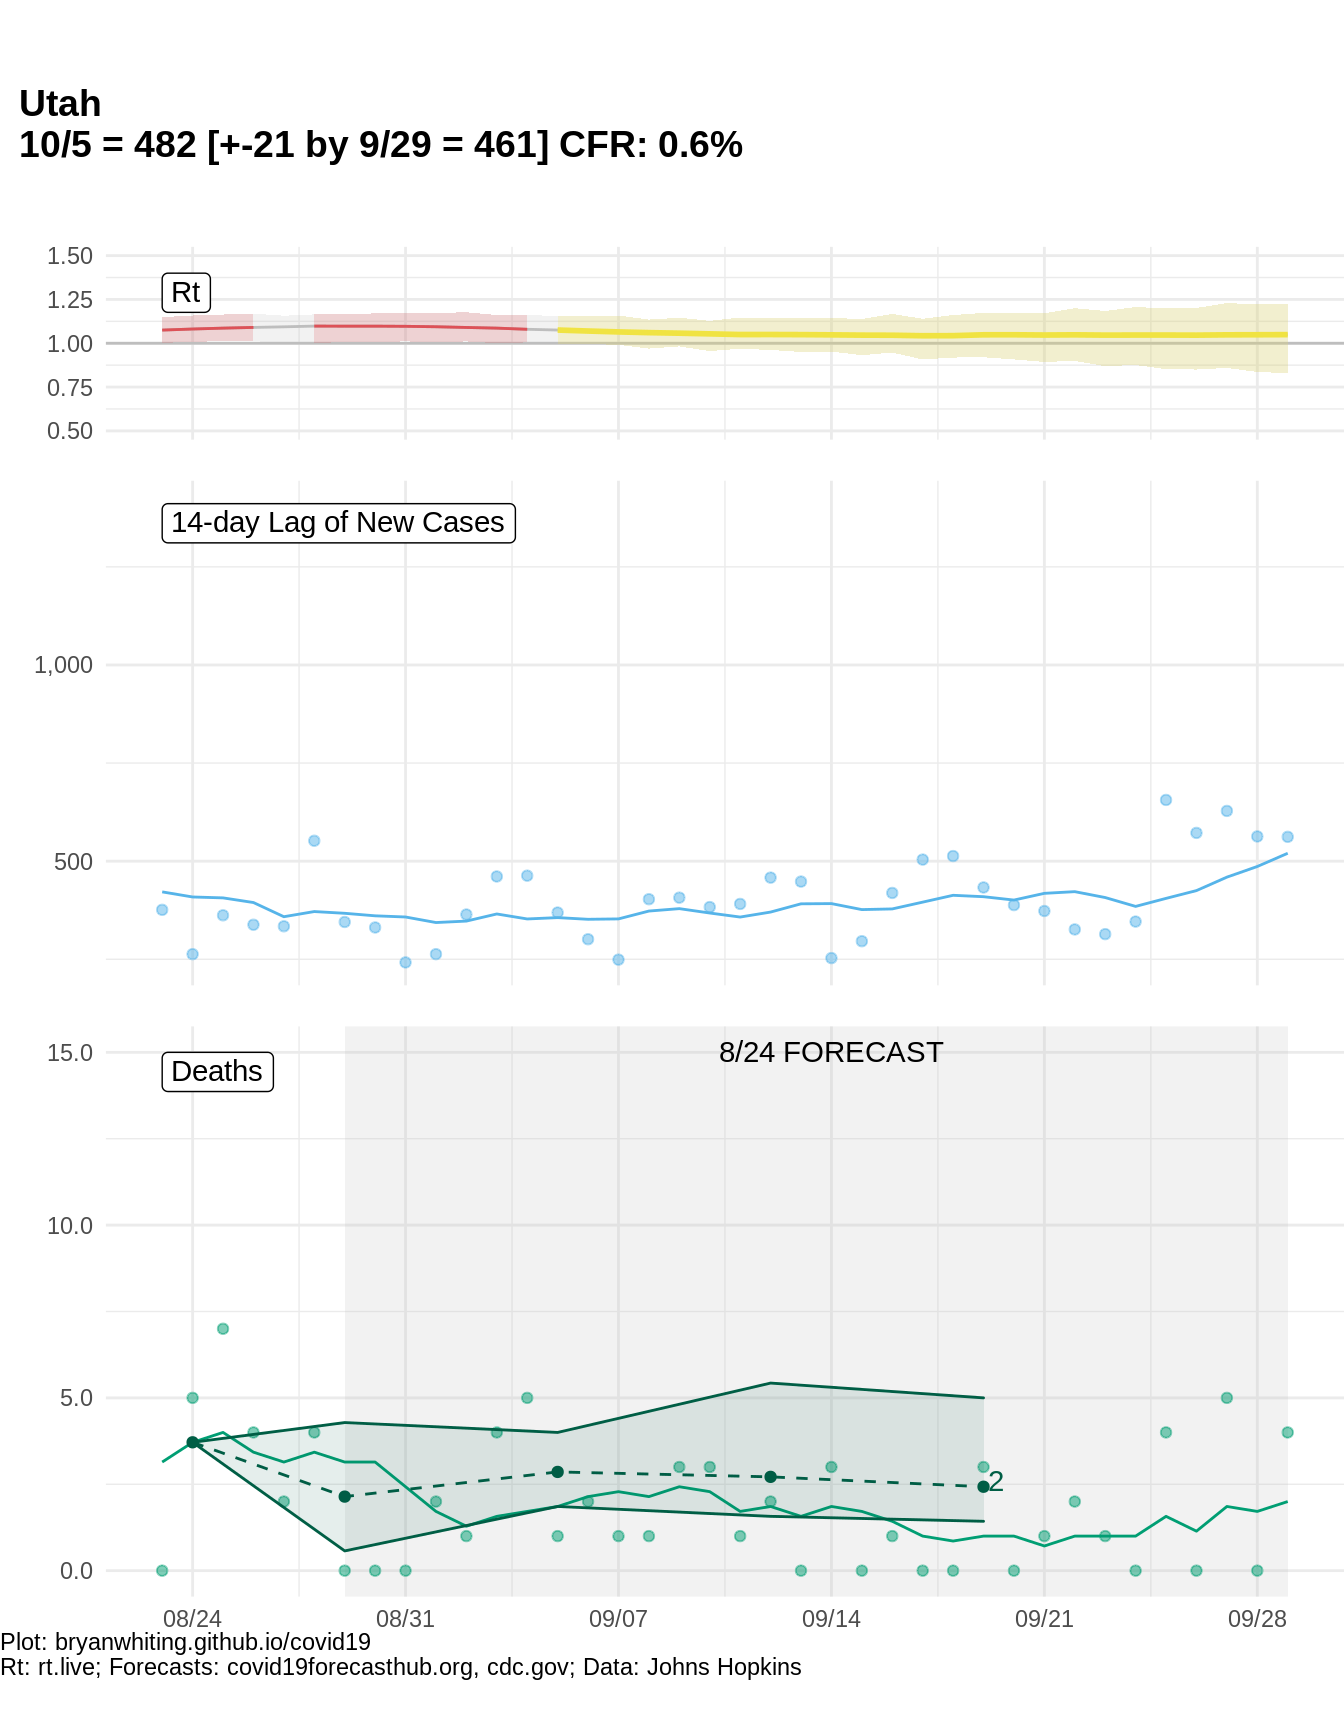 Utah
10/5 = 482 [+-21 by 9/29 = 461] CFR: 0.6%
1.50
Rt
1.25
1.00
0.75
0.50
14-day Lag of New Cases
1,000
500
15.0
8/24 FORECAST
Deaths
10.0
5.0
2
0.0
08/24 08/31 09/07 09/14 09/21 09/28
Plot: bryanwhiting.github.io/covid19
Rt: rt.live; Forecasts: covid19forecasthub.org, cdc.gov; Data: Johns Hopkins